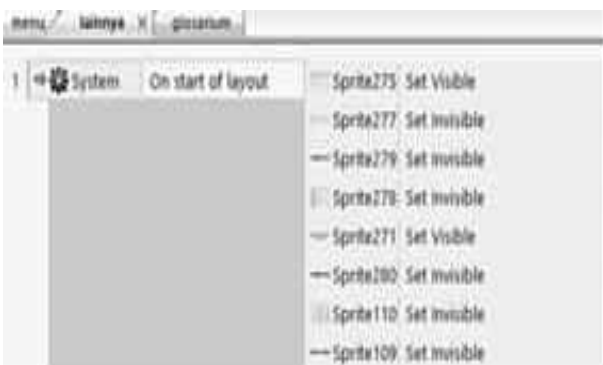 menu lainnya x glosarium
1 System On start of layout Sprite275 Set Visible
Sprite277 Set Invisible
Sprite279 Set Invisible
Sprite278 Set Invisible
Sprite271 Set Visible
Sprite280 Set Invisible
Sprite110 Set Invisible
Sprite109 Set Invisible